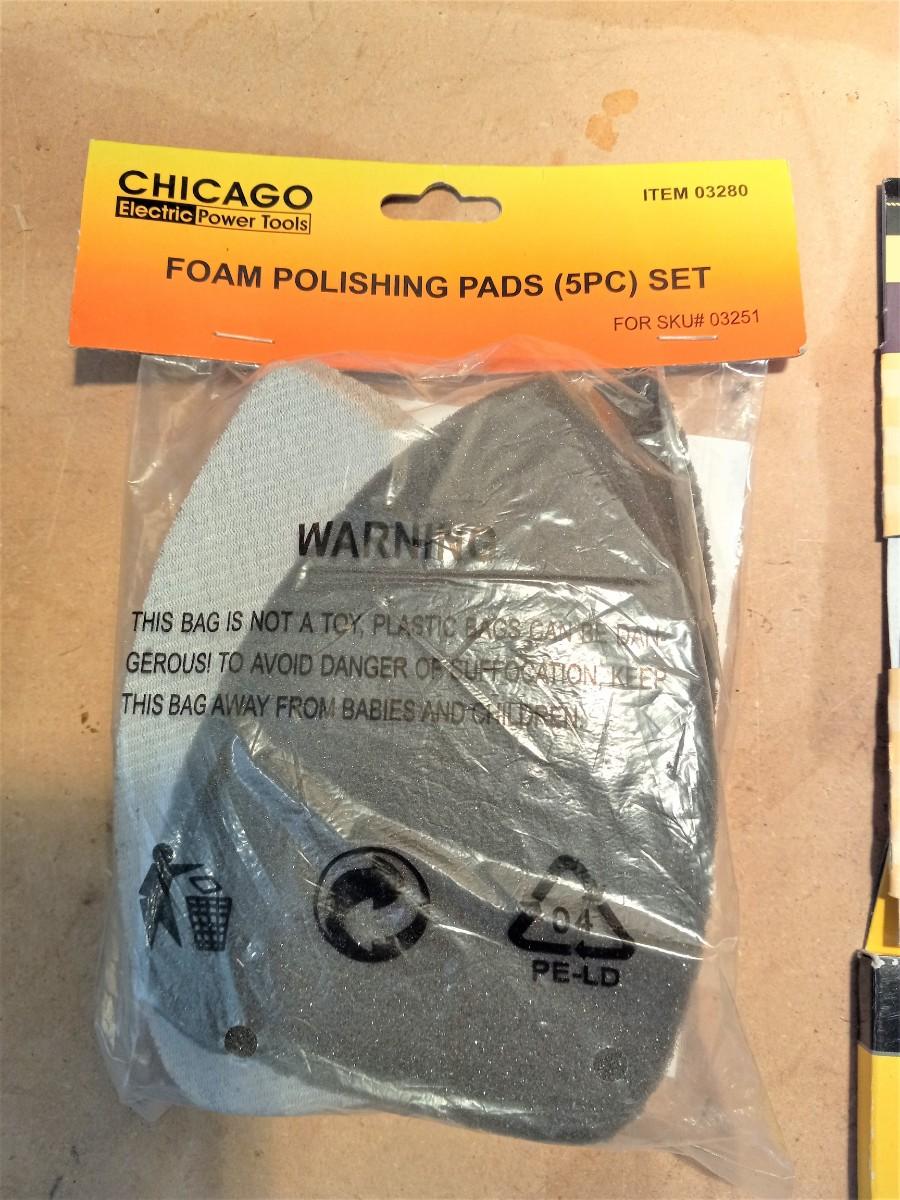 CHICAGO
Electric Power Tools
ITEM 03280
FOAM POLISHING PADS (5PC) SET
FOR SKU# 03251
WARNING
THIS BAG IS NOT A TOY, PLASTIC BAGS CAN BE DAN-
GEROUS! TO AVOID DANGER OF SUFFOCATION, KEEP
THIS BAG AWAY FROM BABIES AND CHILDREN.
04
PE-LD